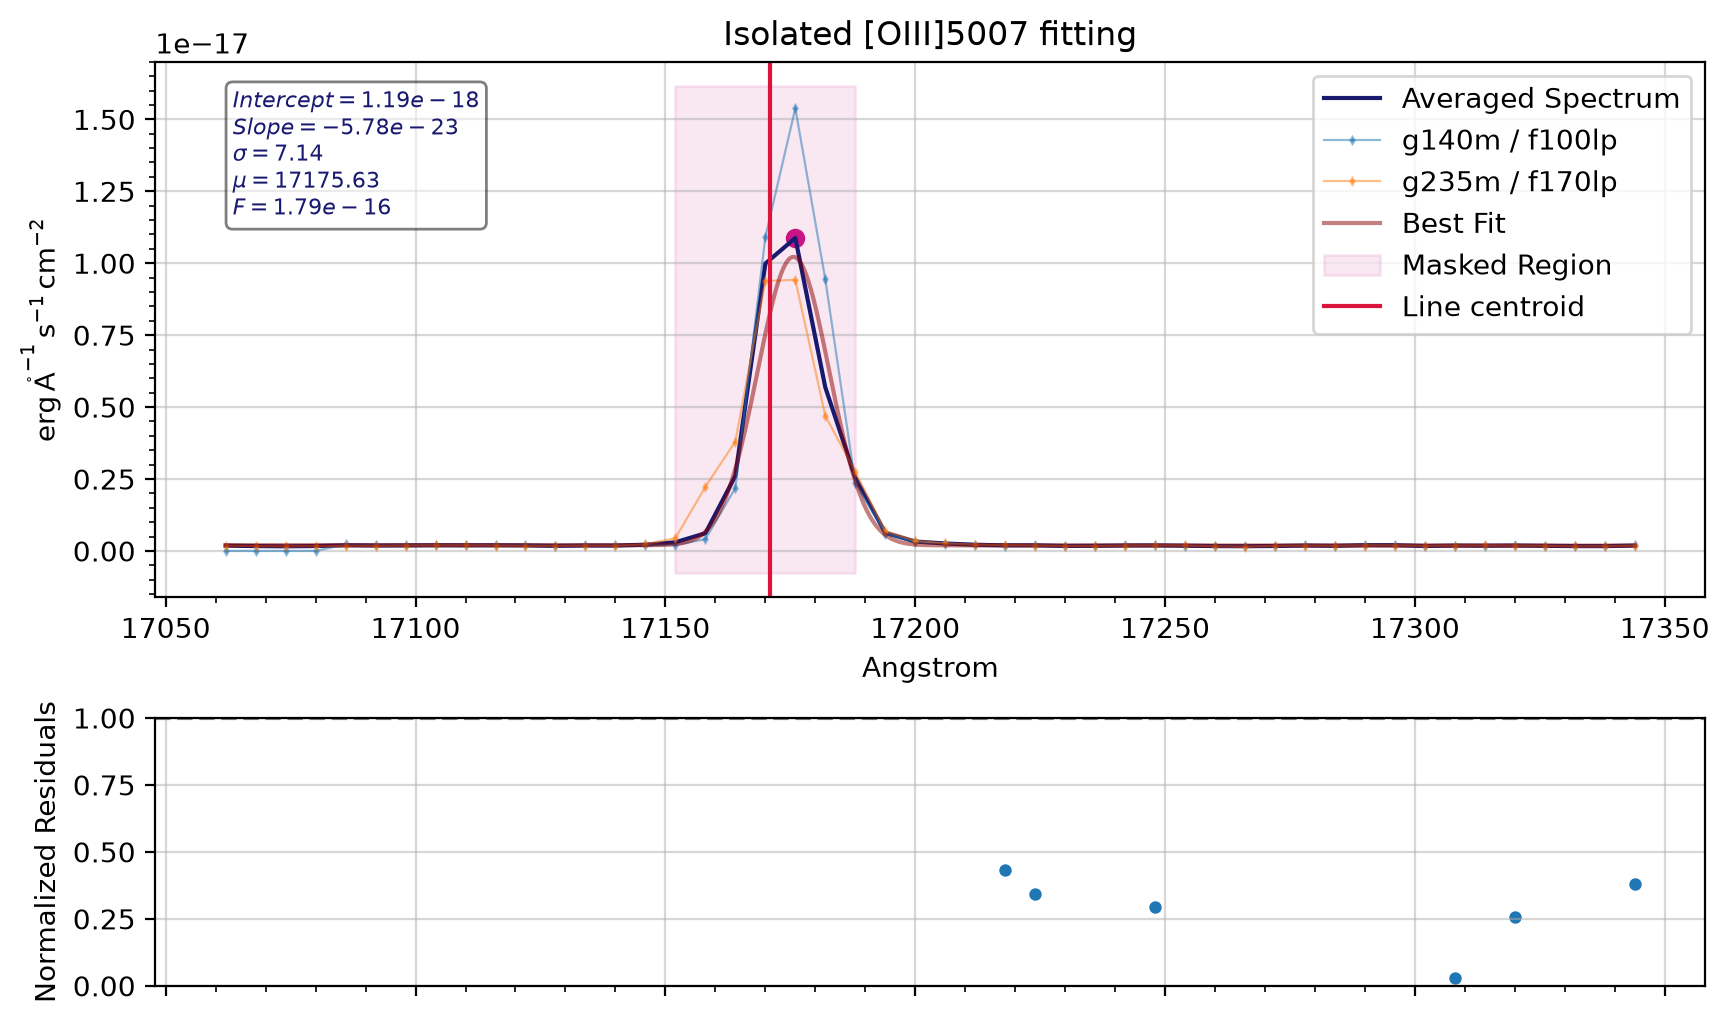 Isolated [OIII]5007 fitting
1e−17
Intercept = 1.19e − 18
Slope = −5.78e − 23
σ = 7.14
μ = 17175.63
F = 1.79e − 16
Averaged Spectrum
g140m / f100lp
g235m / f170lp
Best Fit
Masked Region
Line centroid
1.50
1.25
1.00
0.75
0.50
0.25
0.00
erg Å⁻¹ s⁻¹ cm⁻²
17050 17100 17150 17200 17250 17300 17350
Angstrom
1.00
0.75
0.50
0.25
0.00
Normalized Residuals